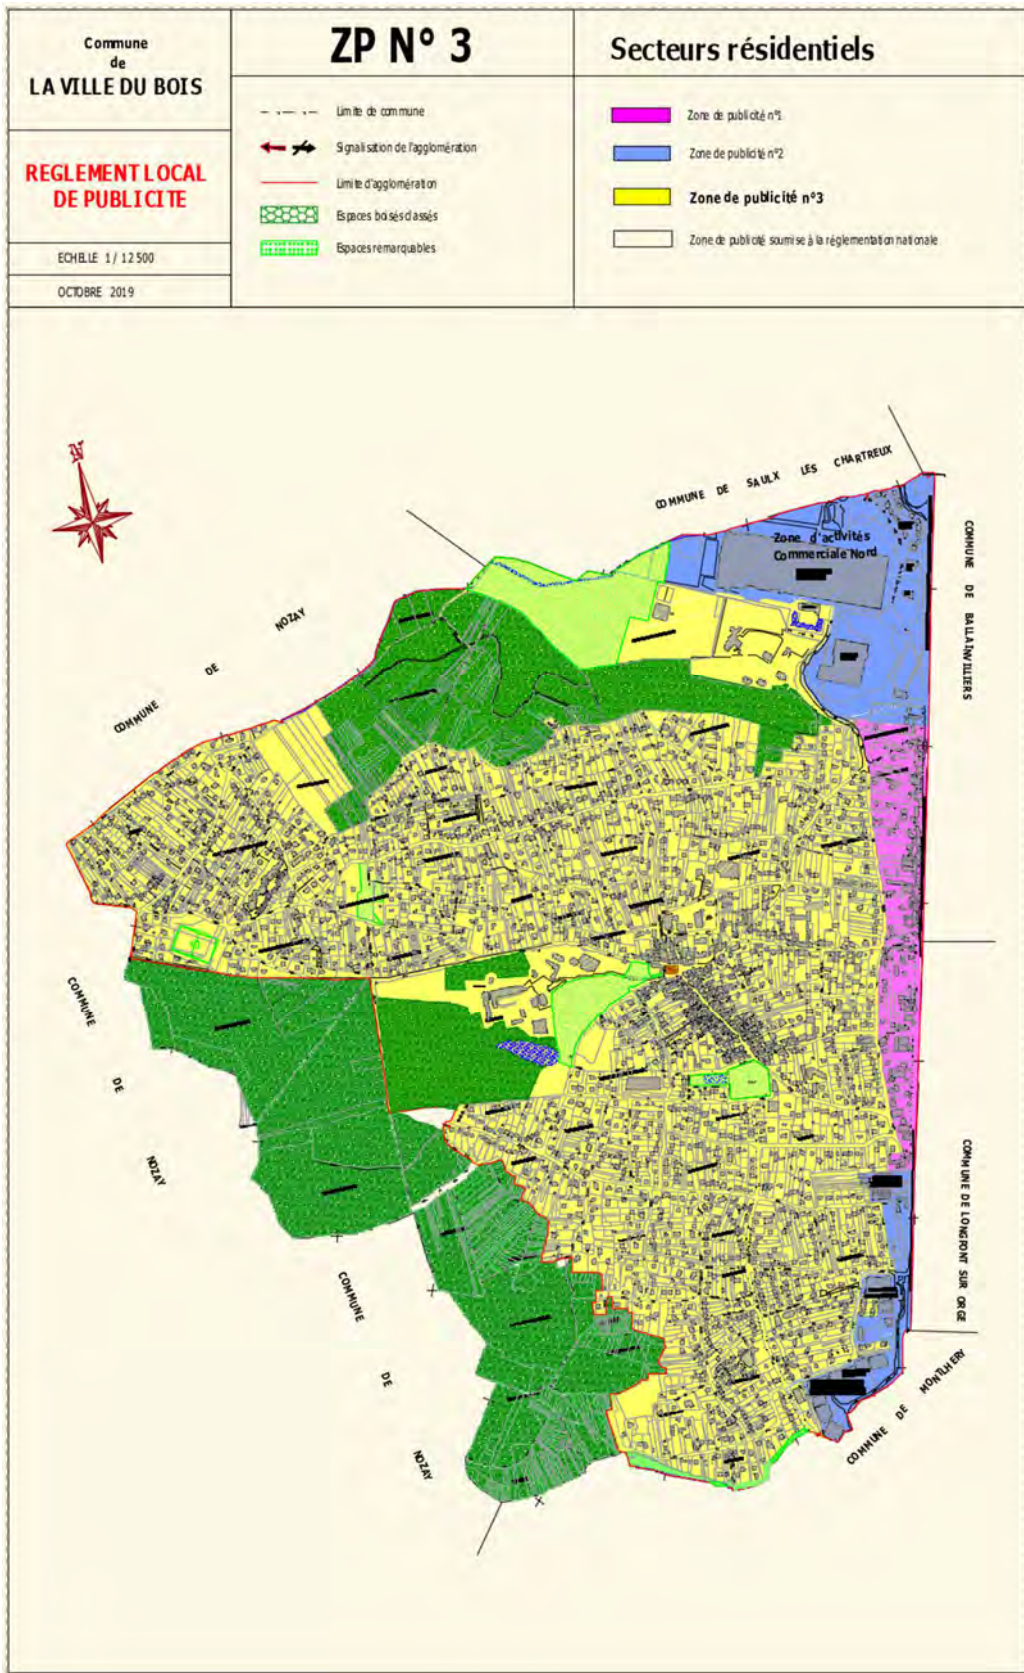 Commune
de
LA VILLE DU BOIS
REGLEMENT LOCAL
DE PUBLICITE
ECHELLE 1 / 12 500
OCTOBRE 2019
ZP N° 3
Limite de commune
Signalisation de l'agglomération
Limite d'agglomération
Espaces boisés classés
Espaces remarquables
Secteurs résidentiels
Zone de publicité n°1
Zone de publicité n°2
Zone de publicité n°3
Zone de publicité soumise à la réglementation nationale
N
COMMUNE DE SAULX LES CHARTREUX
Zone d'activités
Commerciale Nord
COMMUNE DE BALLAINVILLIERS
COMMUNE DE NOZAY
COMMUNE DE NOZAY
COMMUNE DE LONGPONT SUR ORGE
COMMUNE DE NOZAY
COMMUNE DE MONTLHERY